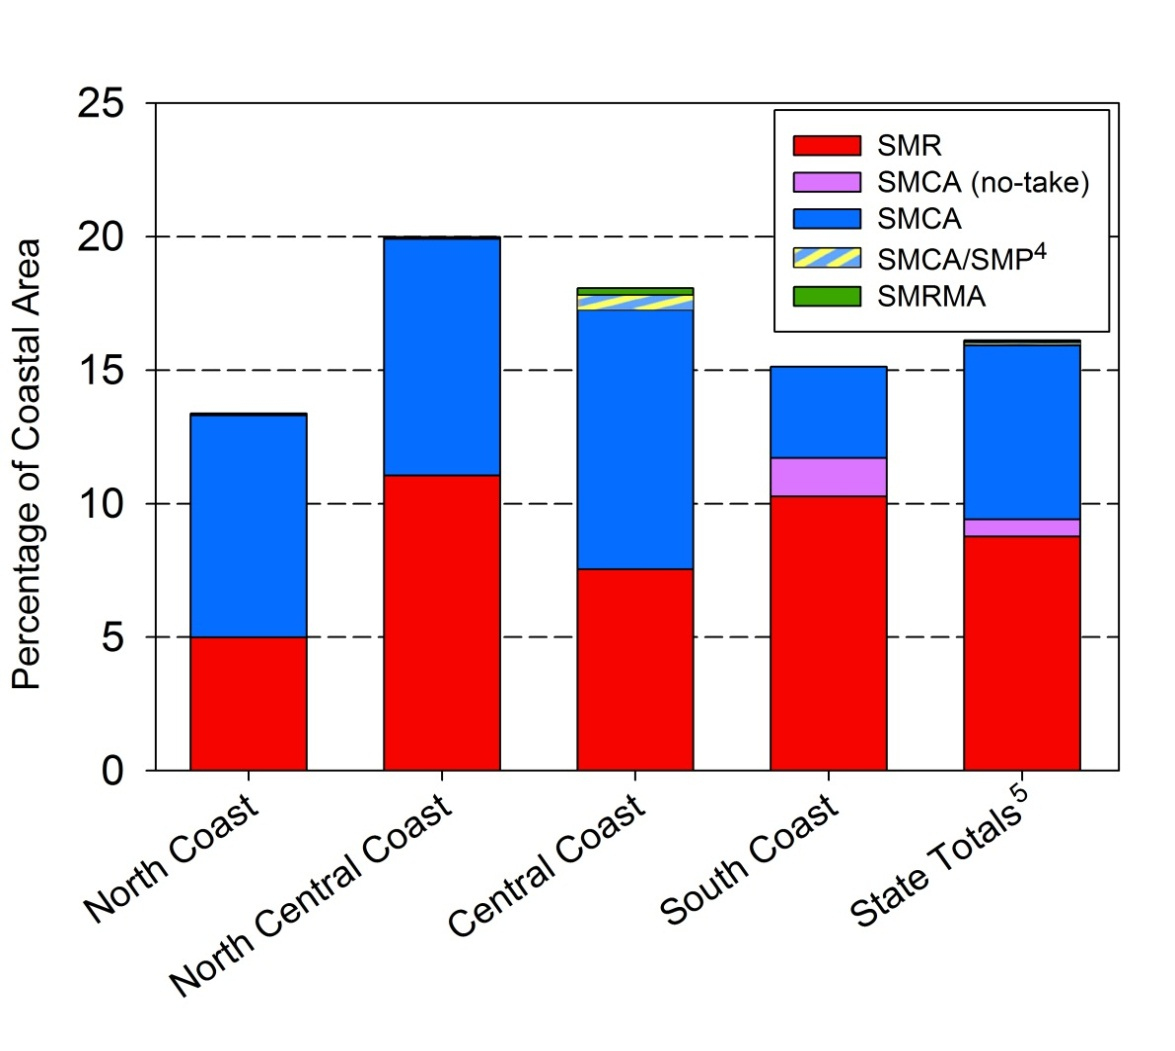 25
20
15
10
5
0
Percentage of Coastal Area
SMR
SMCA (no-take)
SMCA
SMCA/SMP⁴
SMRMA
North Coast
North Central Coast
Central Coast
South Coast
State Totals⁵